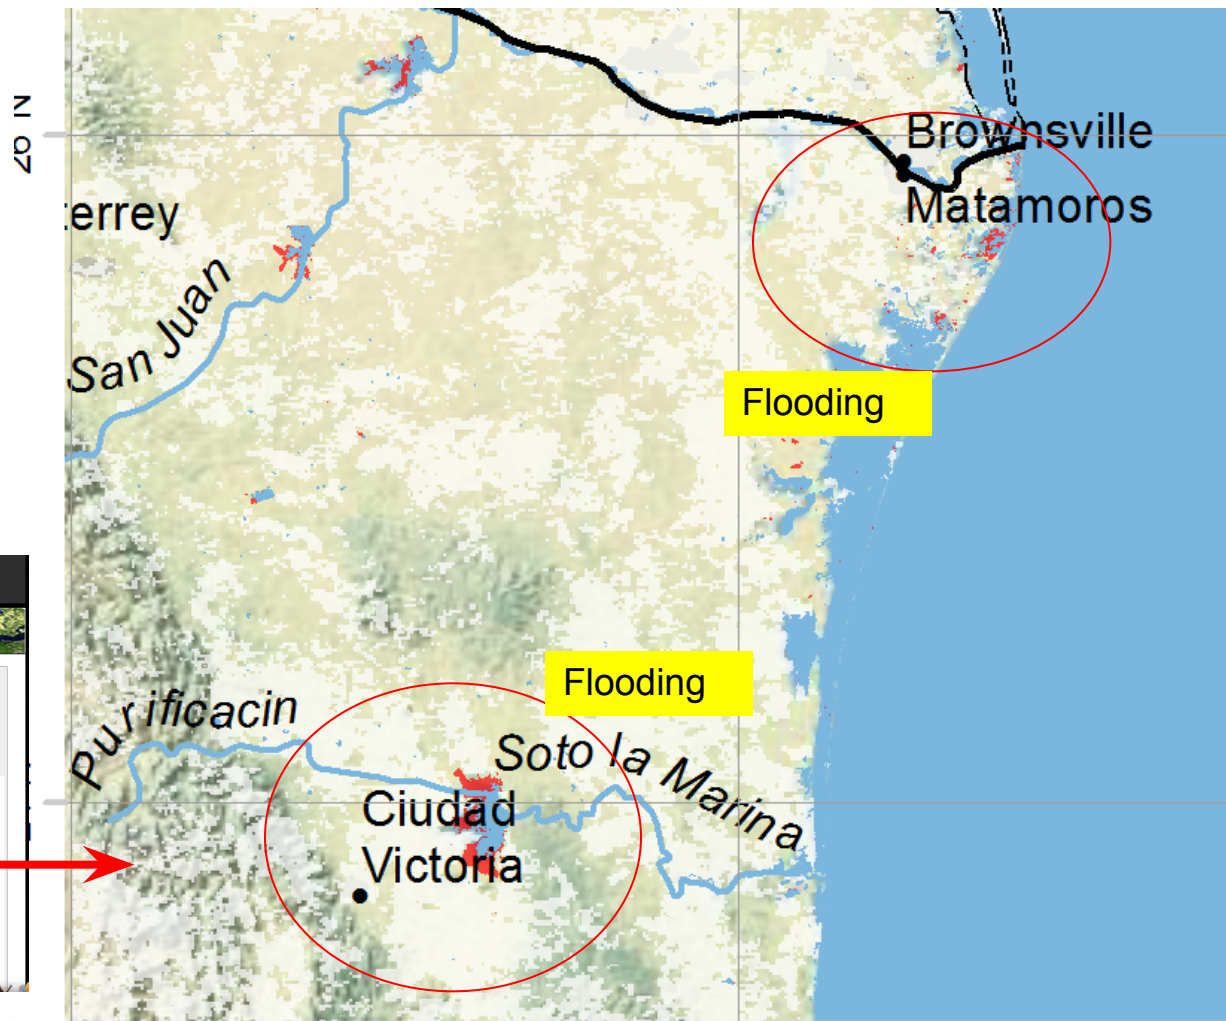 26 N
Brownsville
Matamoros
terrey
San Juan
Flooding
Flooding
Purificacin
Soto la Marina
Ciudad
Victoria